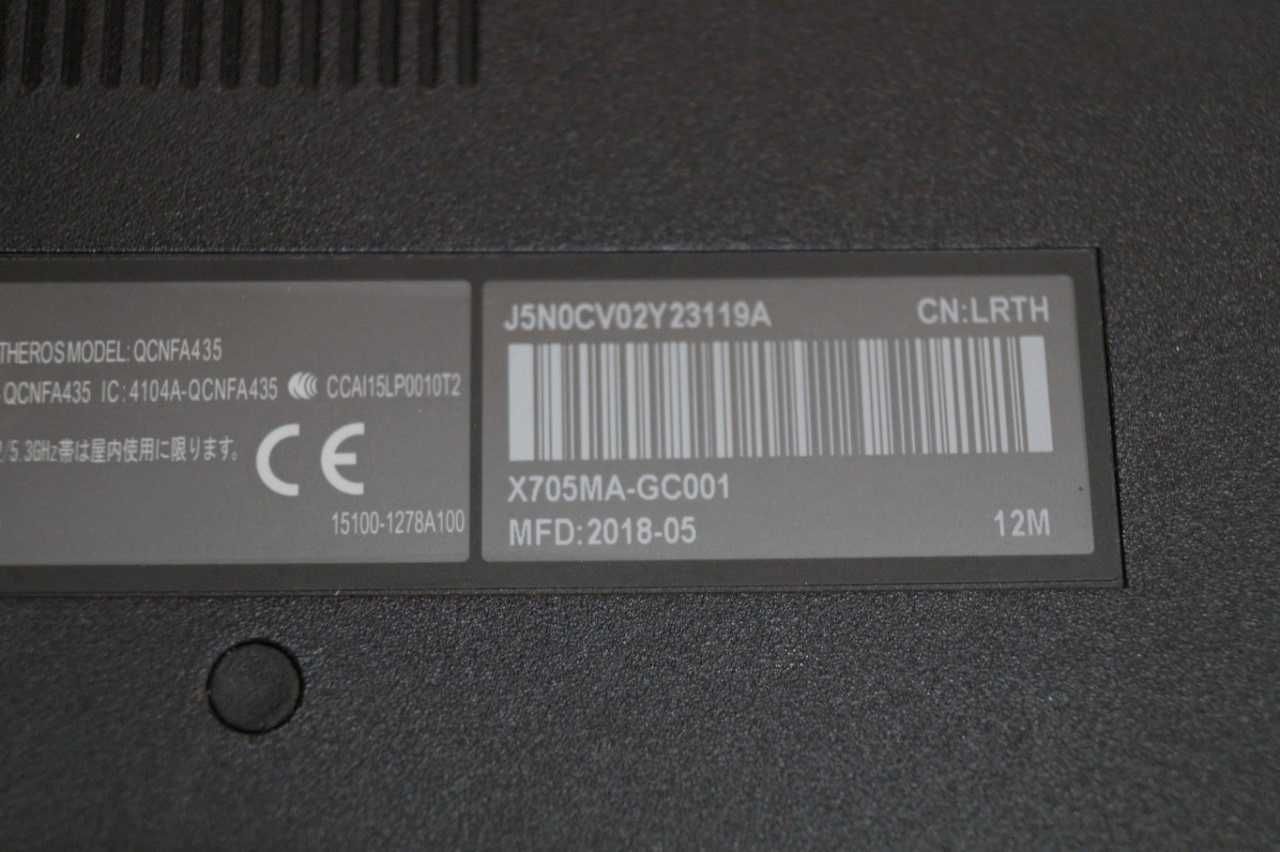 THEROS MODEL: QCNFA435
-QCNFA435 IC: 4104A-QCNFA435 CCAI15LP0010T2
/5.3GHz帯は屋内使用に限ります。
CE
15100-1278A100
J5N0CV02Y23119A CN:LRTH
X705MA-GC001
MFD:2018-05 12M